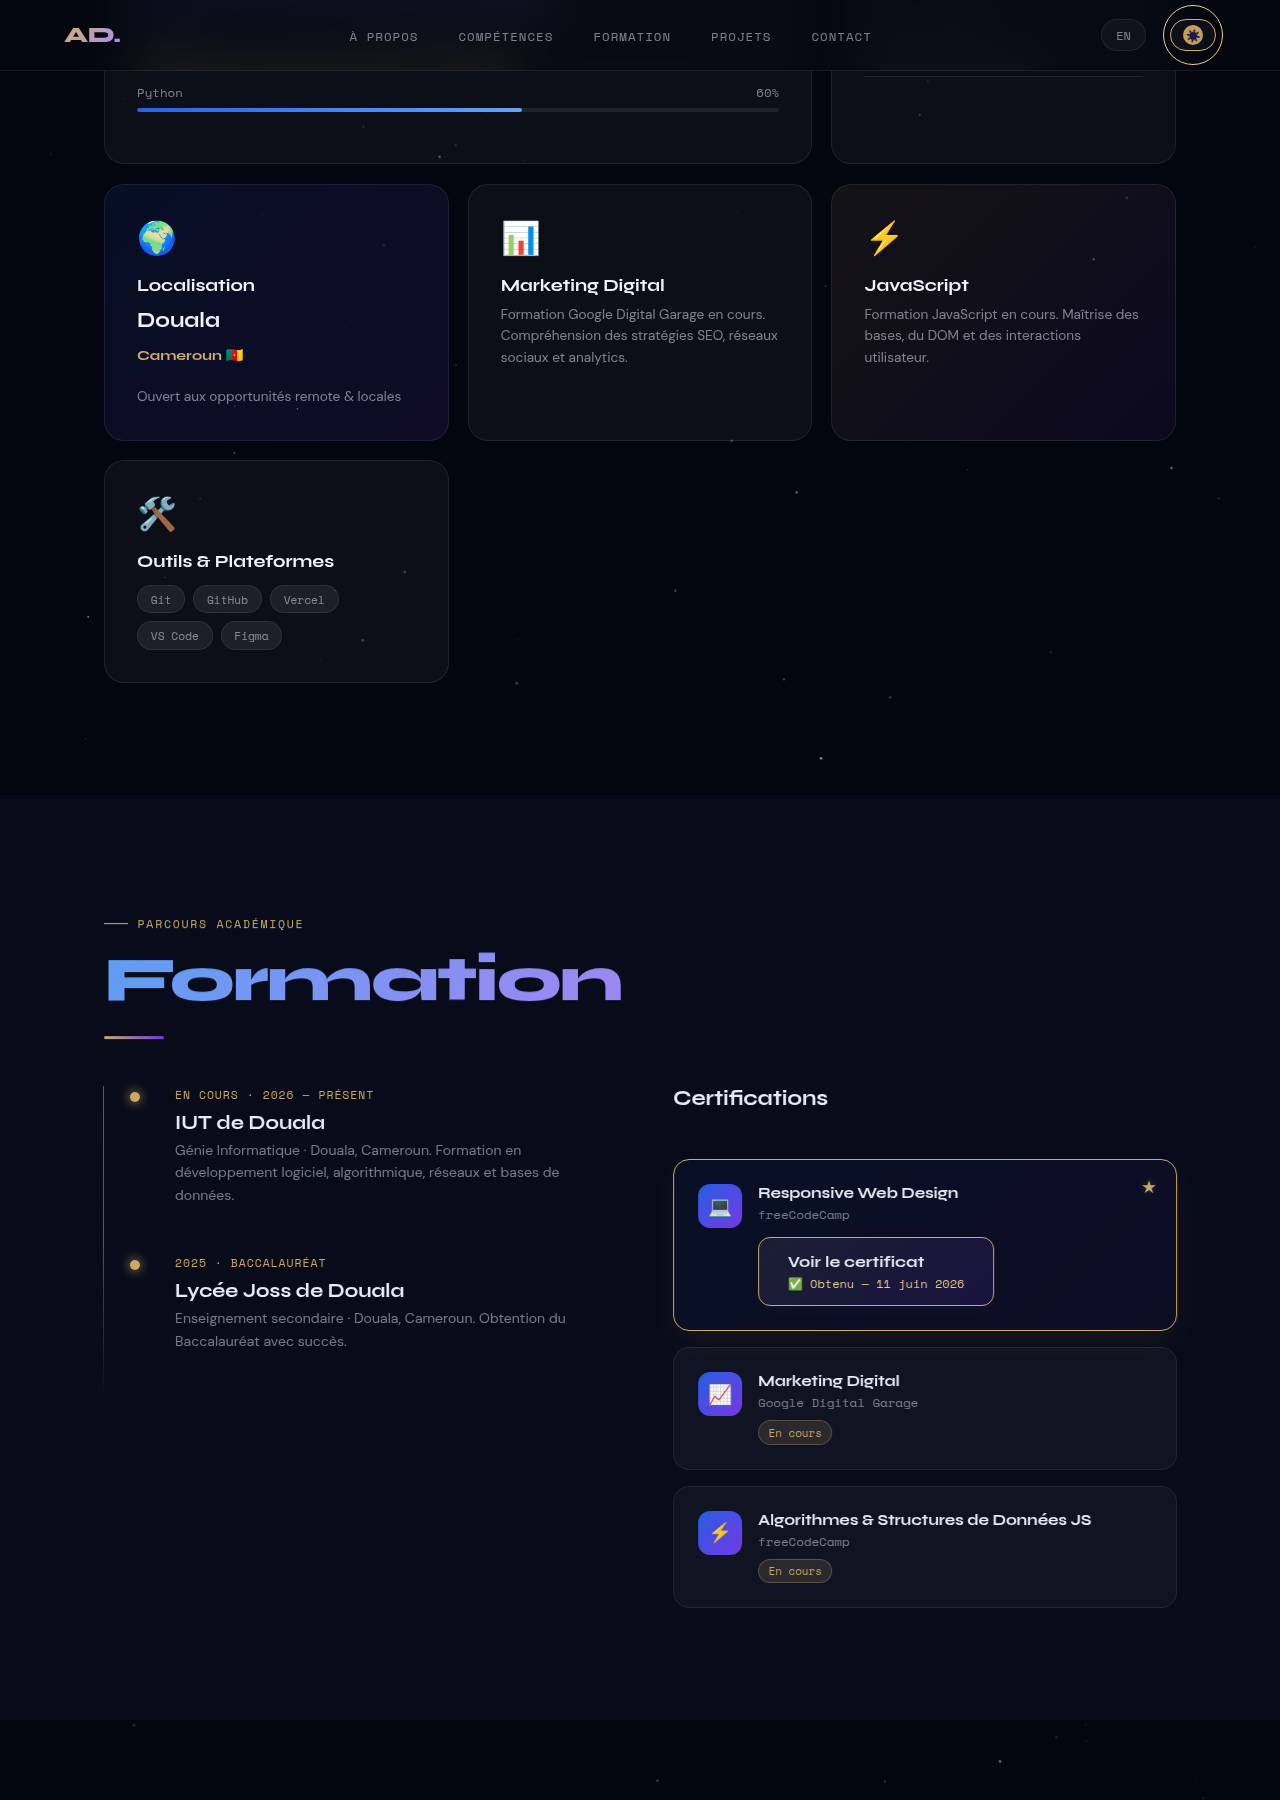 AD.
À PROPOS
COMPÉTENCES
FORMATION
PROJETS
CONTACT
EN
Python
60%
Localisation
Douala
Cameroun 🇨🇲
Ouvert aux opportunités remote & locales
Marketing Digital
Formation Google Digital Garage en cours.
Compréhension des stratégies SEO, réseaux
sociaux et analytics.
JavaScript
Formation JavaScript en cours. Maîtrise des
bases, du DOM et des interactions
utilisateur.
Outils & Plateformes
Git
GitHub
Vercel
VS Code
Figma
PARCOURS ACADÉMIQUE
Formation
EN COURS · 2026 — PRÉSENT
IUT de Douala
Génie Informatique · Douala, Cameroun. Formation en
développement logiciel, algorithmique, réseaux et bases de
données.
2025 · BACCALAURÉAT
Lycée Joss de Douala
Enseignement secondaire · Douala, Cameroun. Obtention du
Baccalauréat avec succès.
Certifications
Responsive Web Design
freeCodeCamp
Voir le certificat
✅ Obtenu — 11 juin 2026
Marketing Digital
Google Digital Garage
En cours
Algorithmes & Structures de Données JS
freeCodeCamp
En cours